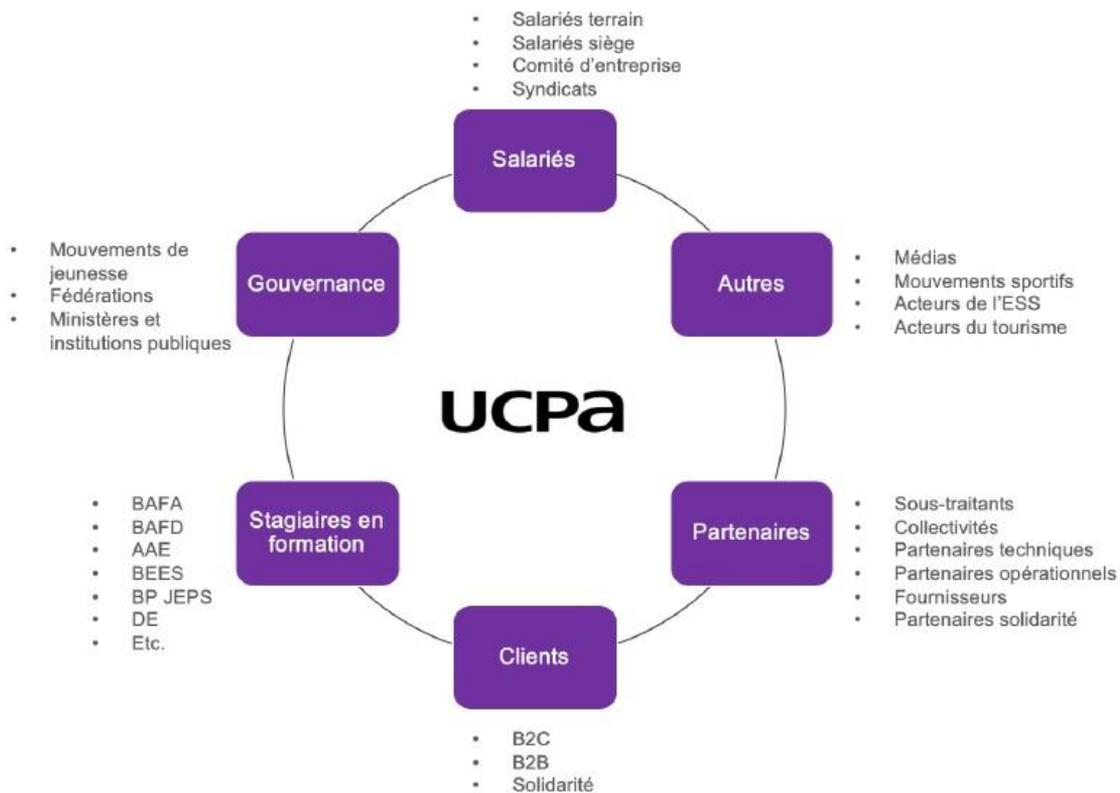 • Salariés terrain
• Salariés siège
• Comité d'entreprise
• Syndicats
Salariés
• Mouvements de
jeunesse
• Fédérations
• Ministères et
institutions publiques
Gouvernance
Autres
• Médias
• Mouvements sportifs
• Acteurs de l'ESS
• Acteurs du tourisme
UCPa
• BAFA
• BAFD
• AAE
• BEES
• BP JEPS
• DE
• Etc.
Stagiaires en
formation
Partenaires
• Sous-traitants
• Collectivités
• Partenaires techniques
• Partenaires opérationnels
• Fournisseurs
• Partenaires solidarité
Clients
• B2C
• B2B
• Solidarité